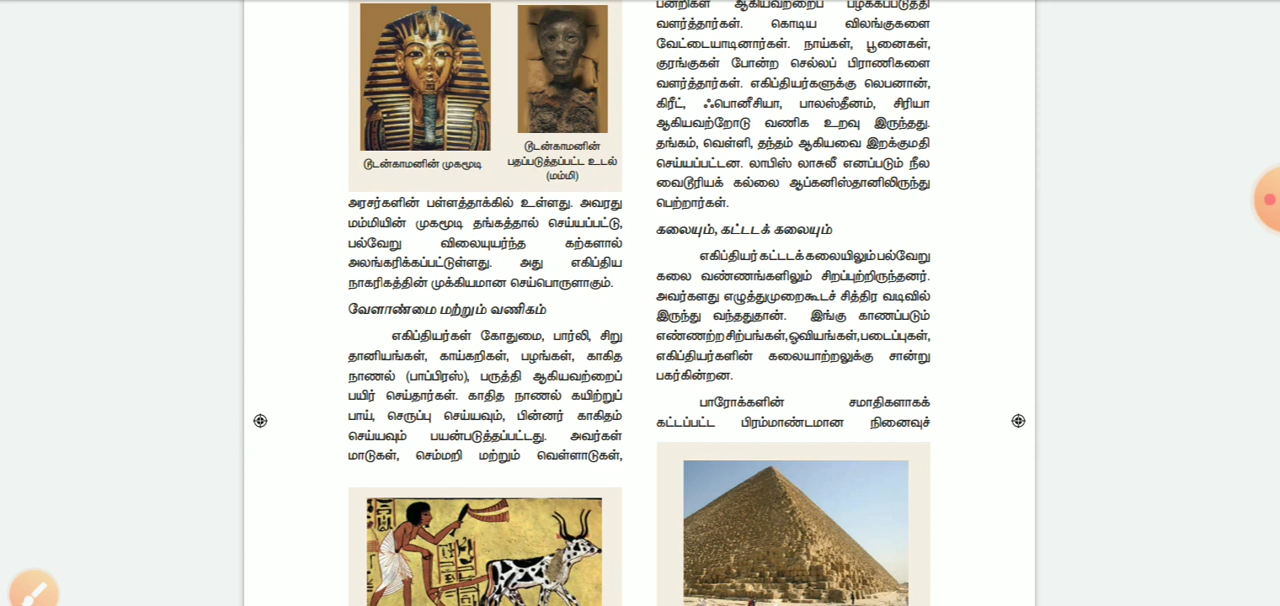 டூடன்காமனின் முகமூடி
டூடன்காமனின்
பதப்படுத்தப்பட்ட உடல்
(மம்மி)
அரசர்களின் பள்ளத்தாக்கில் உள்ளது. அவரது
மம்மியின் முகமூடி தங்கத்தால் செய்யப்பட்டு,
பல்வேறு விலையுயர்ந்த கற்களால்
அலங்கரிக்கப்பட்டுள்ளது. அது எகிப்திய
நாகரிகத்தின் முக்கியமான செய்பொருளாகும்.
வேளாண்மை மற்றும் வணிகம்
எகிப்தியர்கள் கோதுமை, பார்லி, சிறு
தானியங்கள், காய்கறிகள், பழங்கள், காகித
நாணல் (பாப்பிரஸ்), பருத்தி ஆகியவற்றைப்
பயிர் செய்தார்கள். காதித நாணல் கயிற்றுப்
பாய், செருப்பு செய்யவும், பின்னர் காகிதம்
செய்யவும் பயன்படுத்தப்பட்டது. அவர்கள்
மாடுகள், செம்மறி மற்றும் வெள்ளாடுகள்,
பன்றிகள் ஆகியவற்றைப் பழக்கப்படுத்தி
வளர்த்தார்கள். கொடிய விலங்குகளை
வேட்டையாடினார்கள். நாய்கள், பூனைகள்,
குரங்குகள் போன்ற செல்லப் பிராணிகளை
வளர்த்தார்கள். எகிப்தியர்களுக்கு லெபனான்,
கிரீட், ஃபொனீசியா, பாலஸ்தீனம், சிரியா
ஆகியவற்றோடு வணிக உறவு இருந்தது.
தங்கம், வெள்ளி, தந்தம் ஆகியவை இறக்குமதி
செய்யப்பட்டன. லாபிஸ் லாசுலீ எனப்படும் நீல
வைடூரியக் கல்லை ஆப்கனிஸ்தானிலிருந்து
பெற்றார்கள்.
கலையும், கட்டடக் கலையும்
எகிப்தியர் கட்டடக் கலையிலும் பல்வேறு
கலை வண்ணங்களிலும் சிறப்புற்றிருந்தனர்.
அவர்களது எழுத்துமுறைகூடச் சித்திர வடிவில்
இருந்து வந்ததுதான். இங்கு காணப்படும்
எண்ணற்ற சிற்பங்கள், ஓவியங்கள், படைப்புகள்,
எகிப்தியர்களின் கலையாற்றலுக்கு சான்று
பகர்கின்றன.
பாரோக்களின் சமாதிகளாகக்
கட்டப்பட்ட பிரம்மாண்டமான நினைவுச்